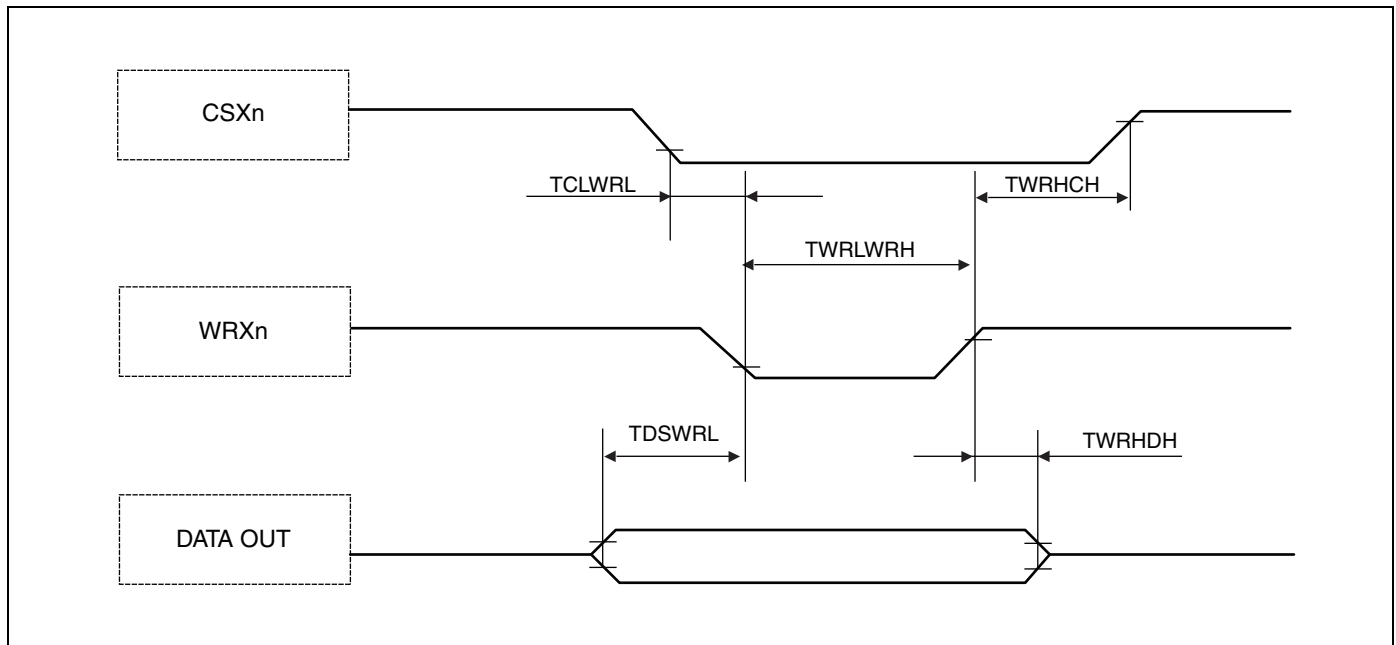 CSXn
TCLWRL
TWRHCH
TWRLWRH
WRXn
TDSWRL
TWRHDH
DATA OUT